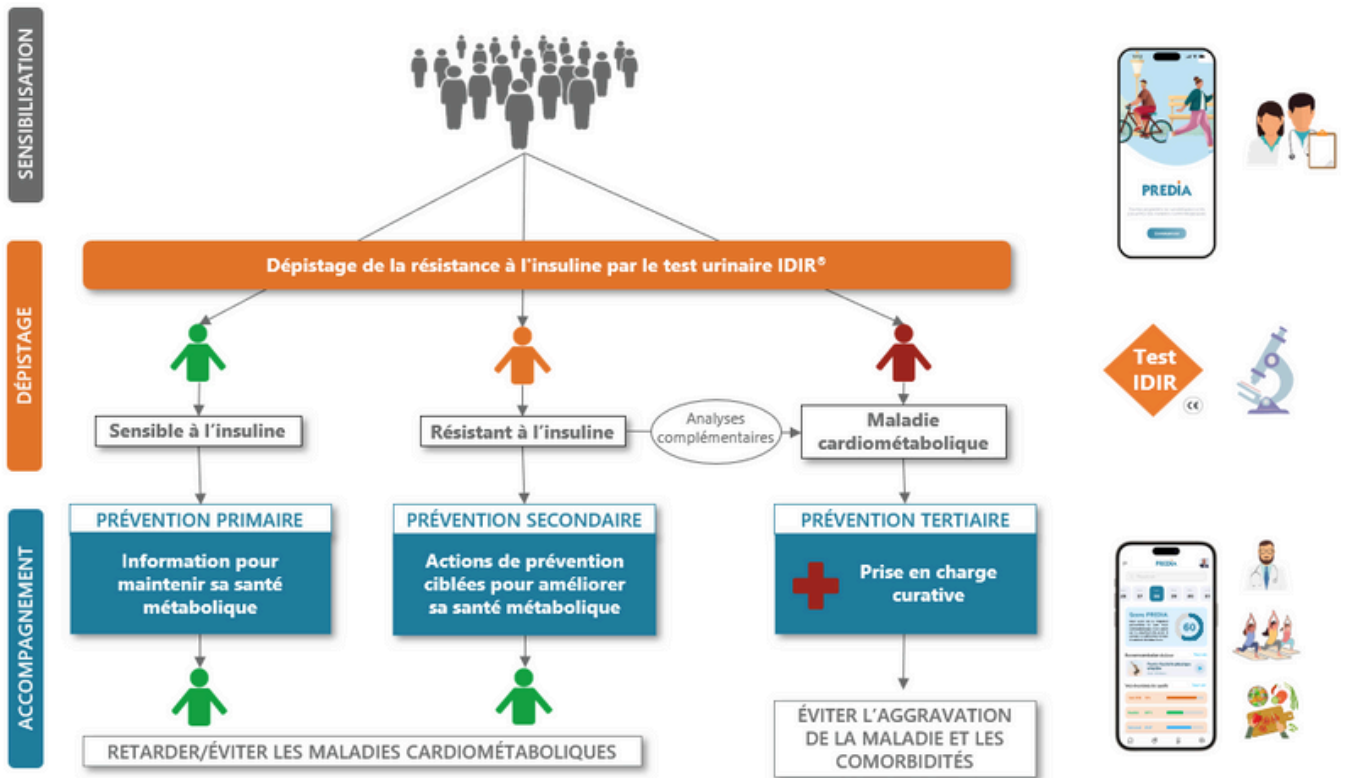 SENSIBILISATION
PREDIA
Dépistage de la résistance à l'insuline par le test urinaire IDIR®
DÉPISTAGE
Sensible à l'insuline
Résistant à l'insuline
Analyses
complémentaires
Maladie
cardiométabolique
Test
IDIR
CE
ACCOMPAGNEMENT
PRÉVENTION PRIMAIRE
Information pour
maintenir sa santé
métabolique
PRÉVENTION SECONDAIRE
Actions de prévention
ciblées pour améliorer
sa santé métabolique
PRÉVENTION TERTIAIRE
Prise en charge
curative
RETARDER/ÉVITER LES MALADIES CARDIOMÉTABOLIQUES
ÉVITER L'AGGRAVATION
DE LA MALADIE ET LES
COMORBIDITÉS
PREDIA
Score PREDIA
60